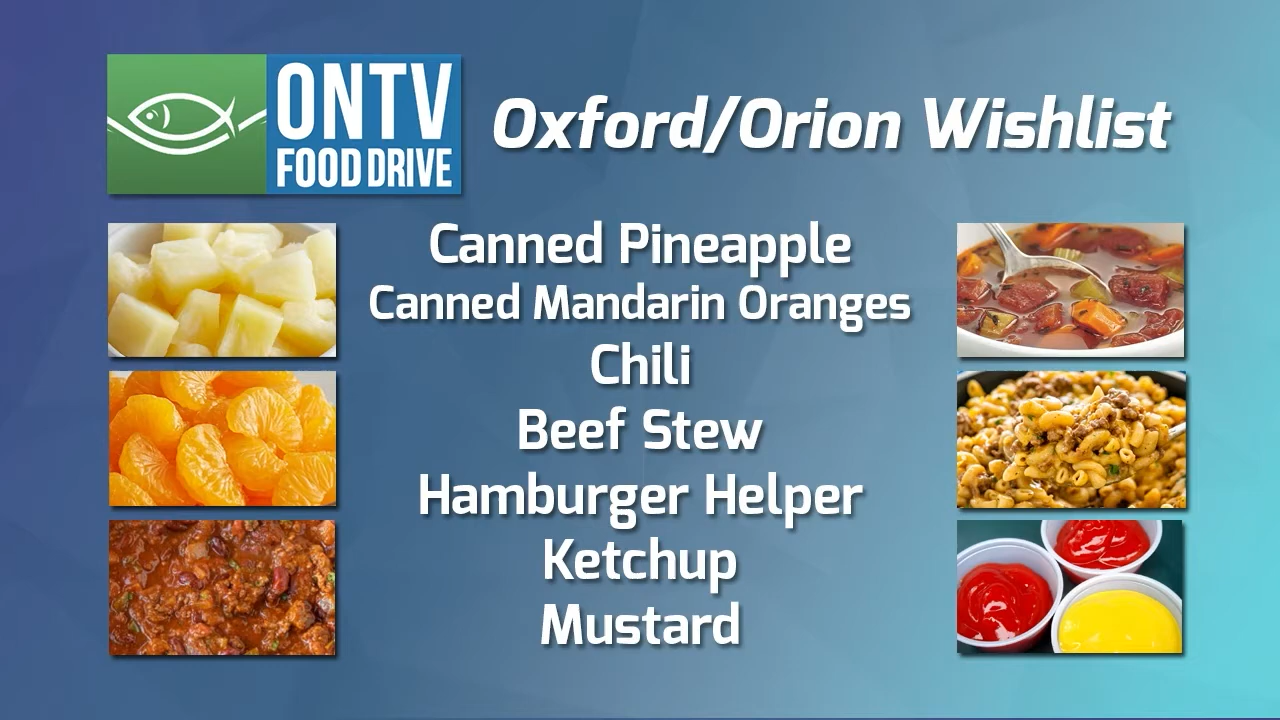 ONTV
FOOD DRIVE
Oxford/Orion Wishlist
Canned Pineapple
Canned Mandarin Oranges
Chili
Beef Stew
Hamburger Helper
Ketchup
Mustard